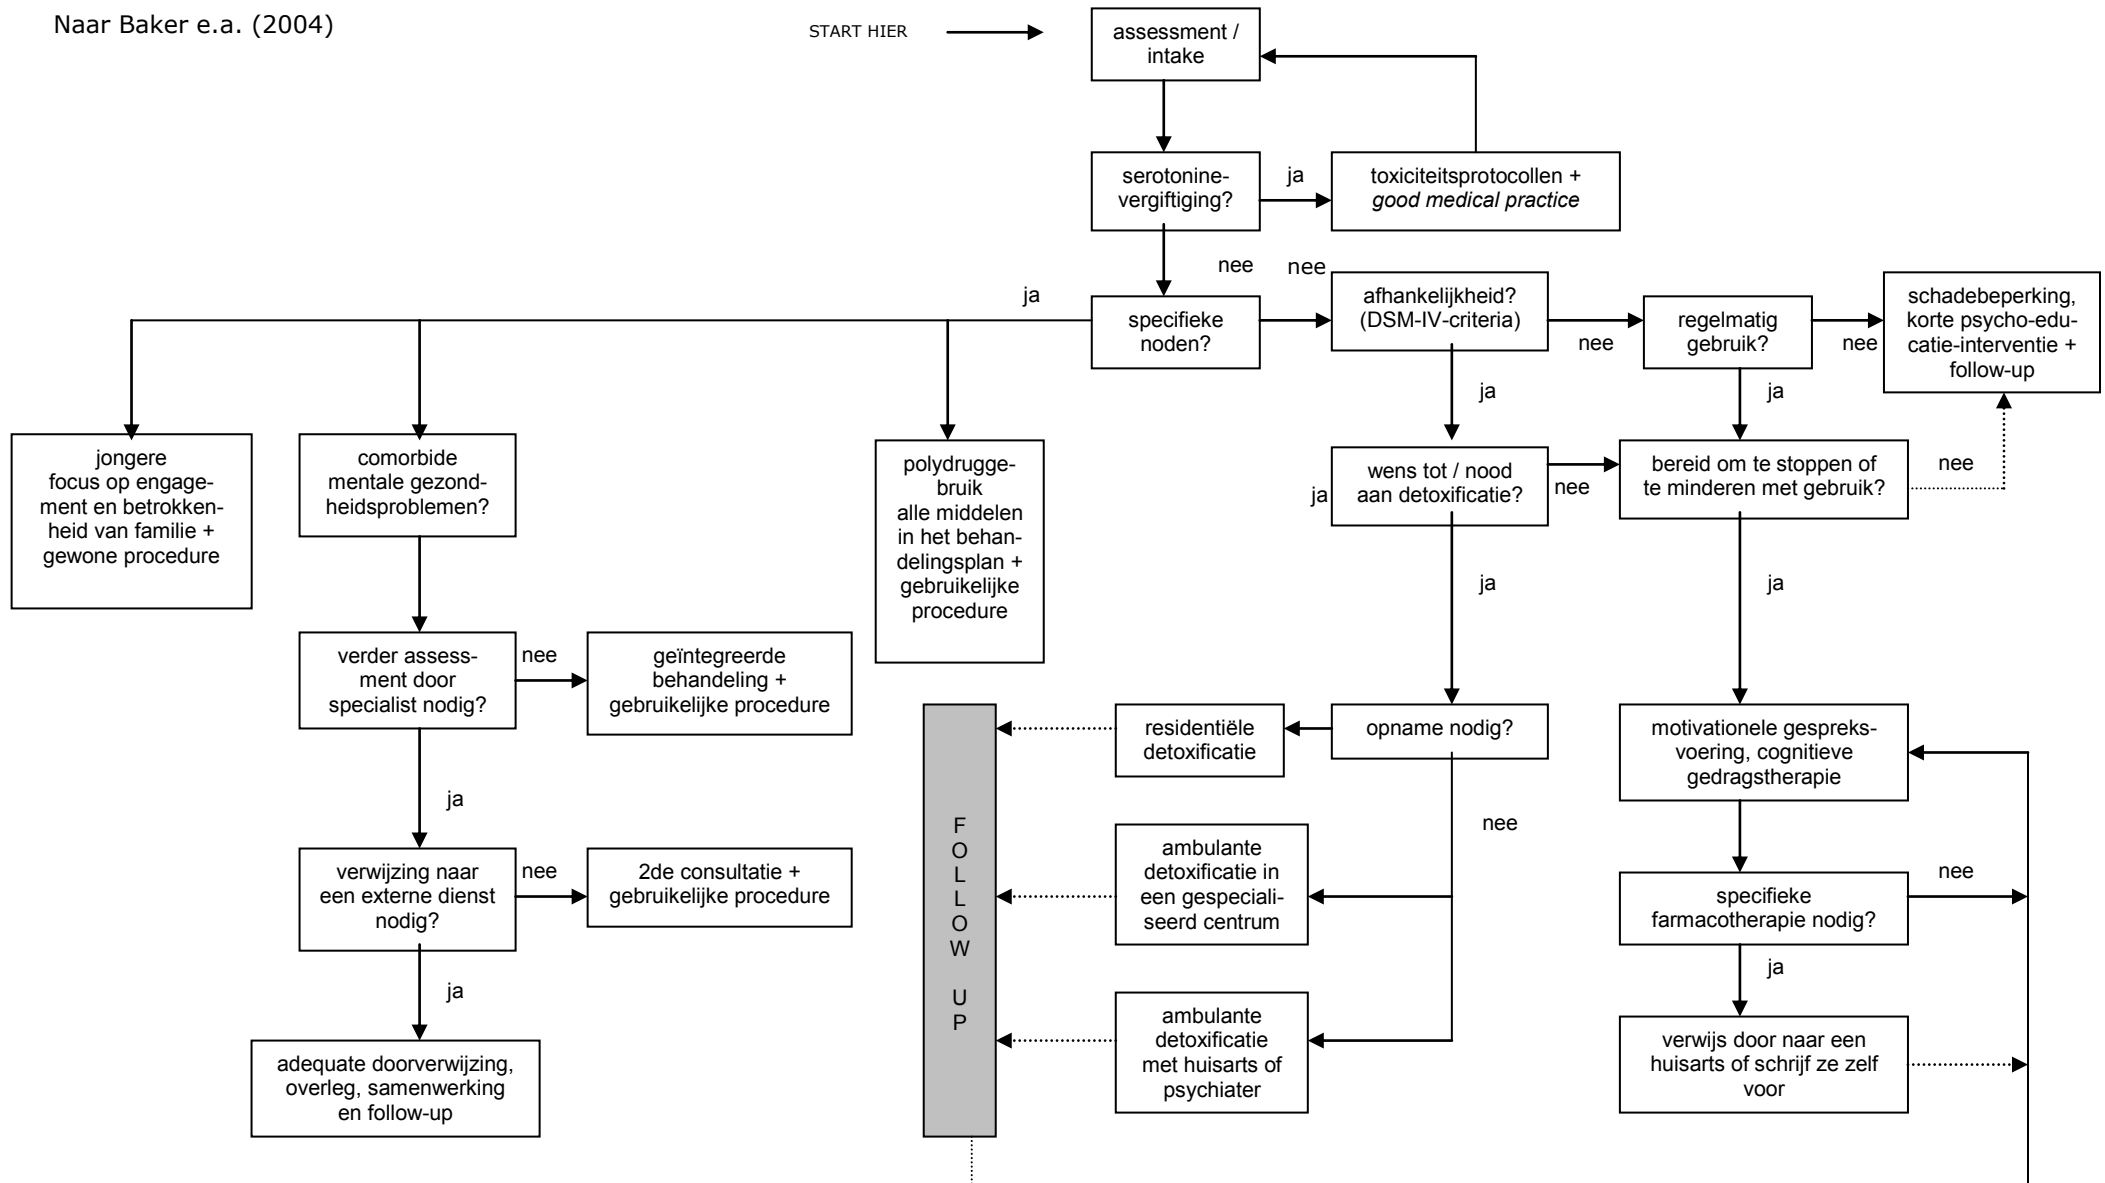 Naar Baker e.a. (2004)
START HIER
assessment /
intake
serotonine-
vergiftiging?
ja
toxiciteitsprotocollen +
good medical practice
nee
nee
ja
specifieke
noden?
afhankelijkheid?
(DSM-IV-criteria)
nee
regelmatig
gebruik?
nee
schadebeperking,
korte psycho-edu-
catie-interventie +
follow-up
ja
ja
jongere
focus op engage-
ment en betrokken-
heid van familie +
gewone procedure
comorbide
mentale gezond-
heidsproblemen?
polydrugge-
bruik
alle middelen
in het behan-
delingsplan +
gebruikelijke
procedure
ja
wens tot / nood
aan detoxificatie?
nee
bereid om te stoppen of
te minderen met gebruik?
nee
ja
ja
verder assess-
ment door
specialist nodig?
nee
geïntegreerde
behandeling +
gebruikelijke procedure
residentiële
detoxificatie
opname nodig?
motivationele gespreks-
voering, cognitieve
gedragstherapie
ja
F
O
L
L
O
W
U
P
nee
verwijzing naar
een externe dienst
nodig?
nee
2de consultatie +
gebruikelijke procedure
ambulante
detoxificatie in
een gespeciali-
seerd centrum
specifieke
farmacotherapie nodig?
nee
ja
ja
adequate doorverwijzing,
overleg, samenwerking
en follow-up
ambulante
detoxificatie
met huisarts of
psychiater
verwijs door naar een
huisarts of schrijf ze zelf
voor